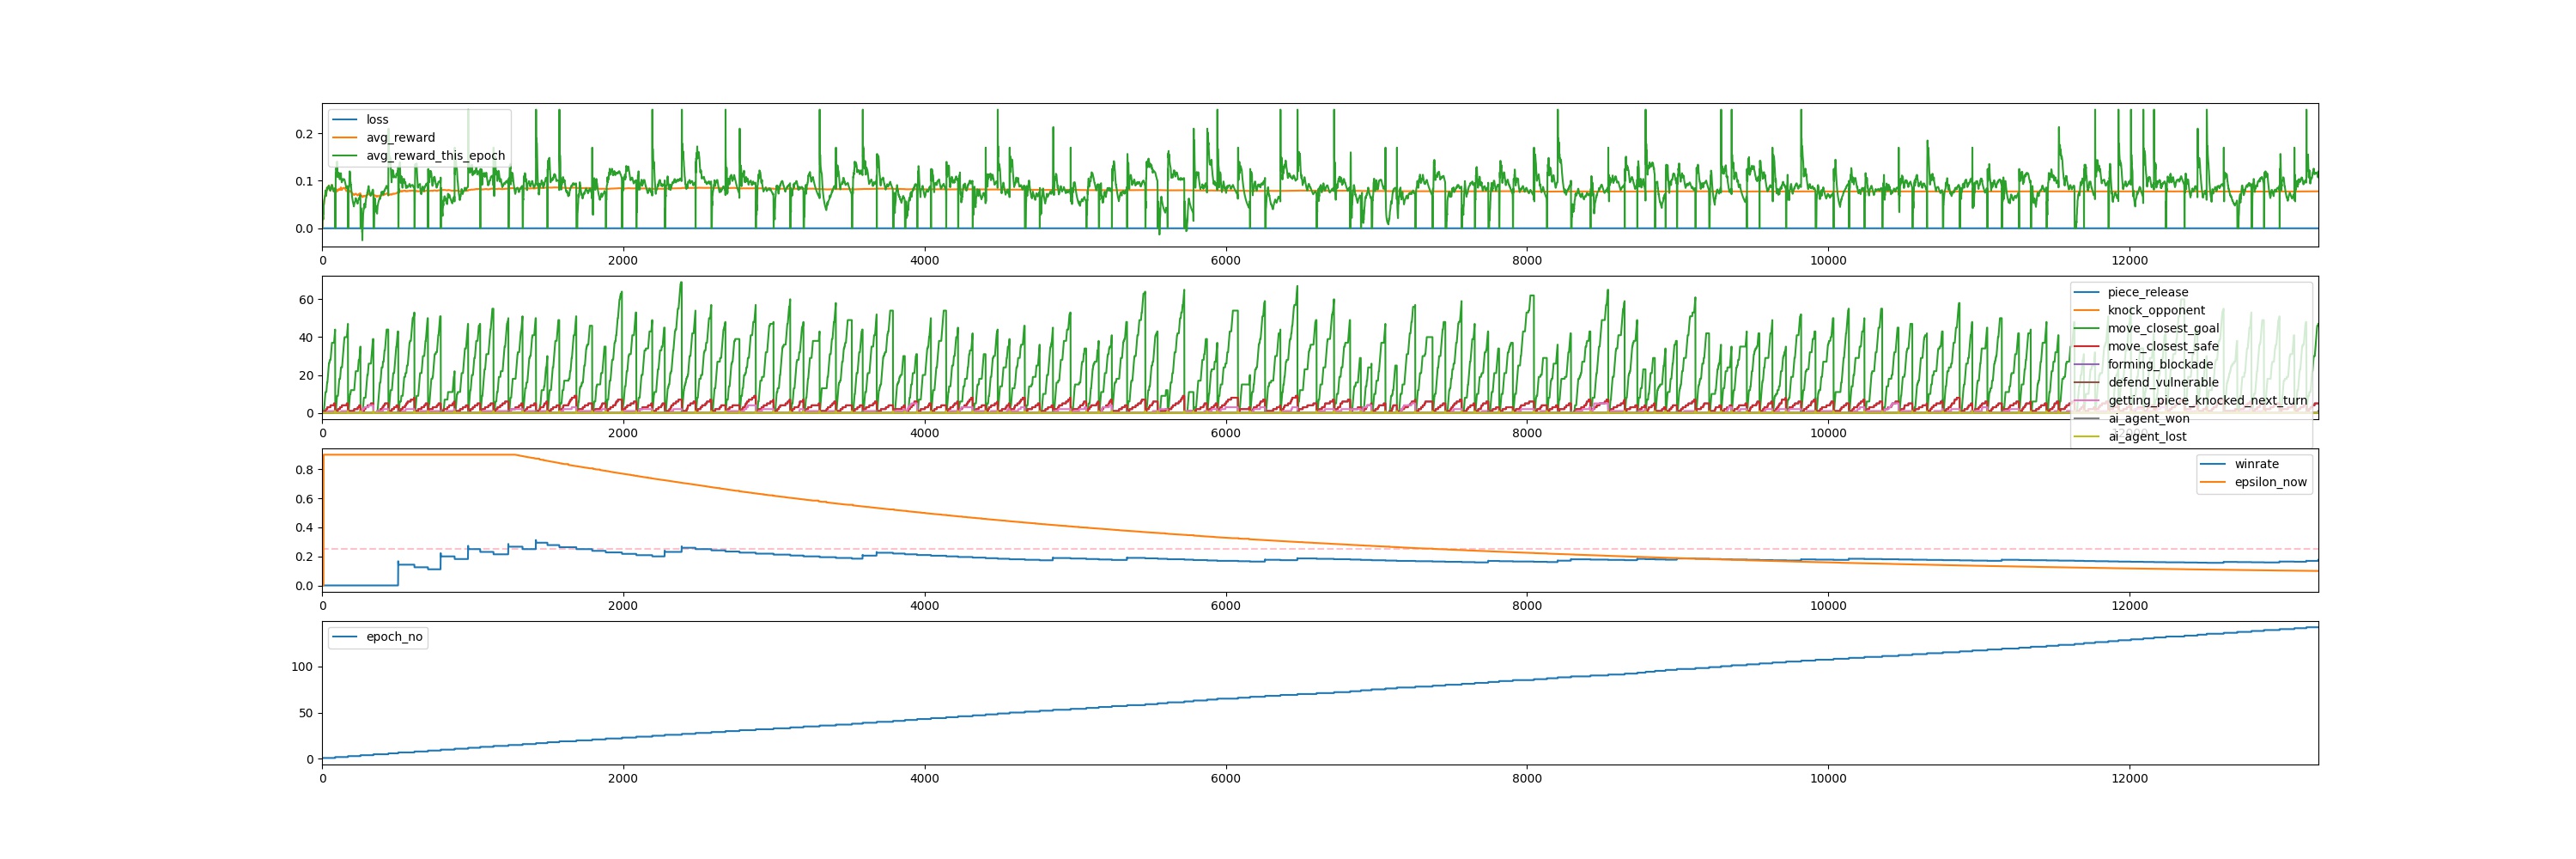 loss
avg_reward
avg_reward_this_epoch
0.2
0.1
0.0
0 2000 4000 6000 8000 10000 12000
piece_release
knock_opponent
move_closest_goal
move_closest_safe
forming_blockade
defend_vulnerable
getting_piece_knocked_next_turn
ai_agent_won
ai_agent_lost
60
40
20
0
0 2000 4000 6000 8000 10000 12000
winrate
epsilon_now
0.8
0.6
0.4
0.2
0.0
0 2000 4000 6000 8000 10000 12000
epoch_no
100
50
0
0 2000 4000 6000 8000 10000 12000